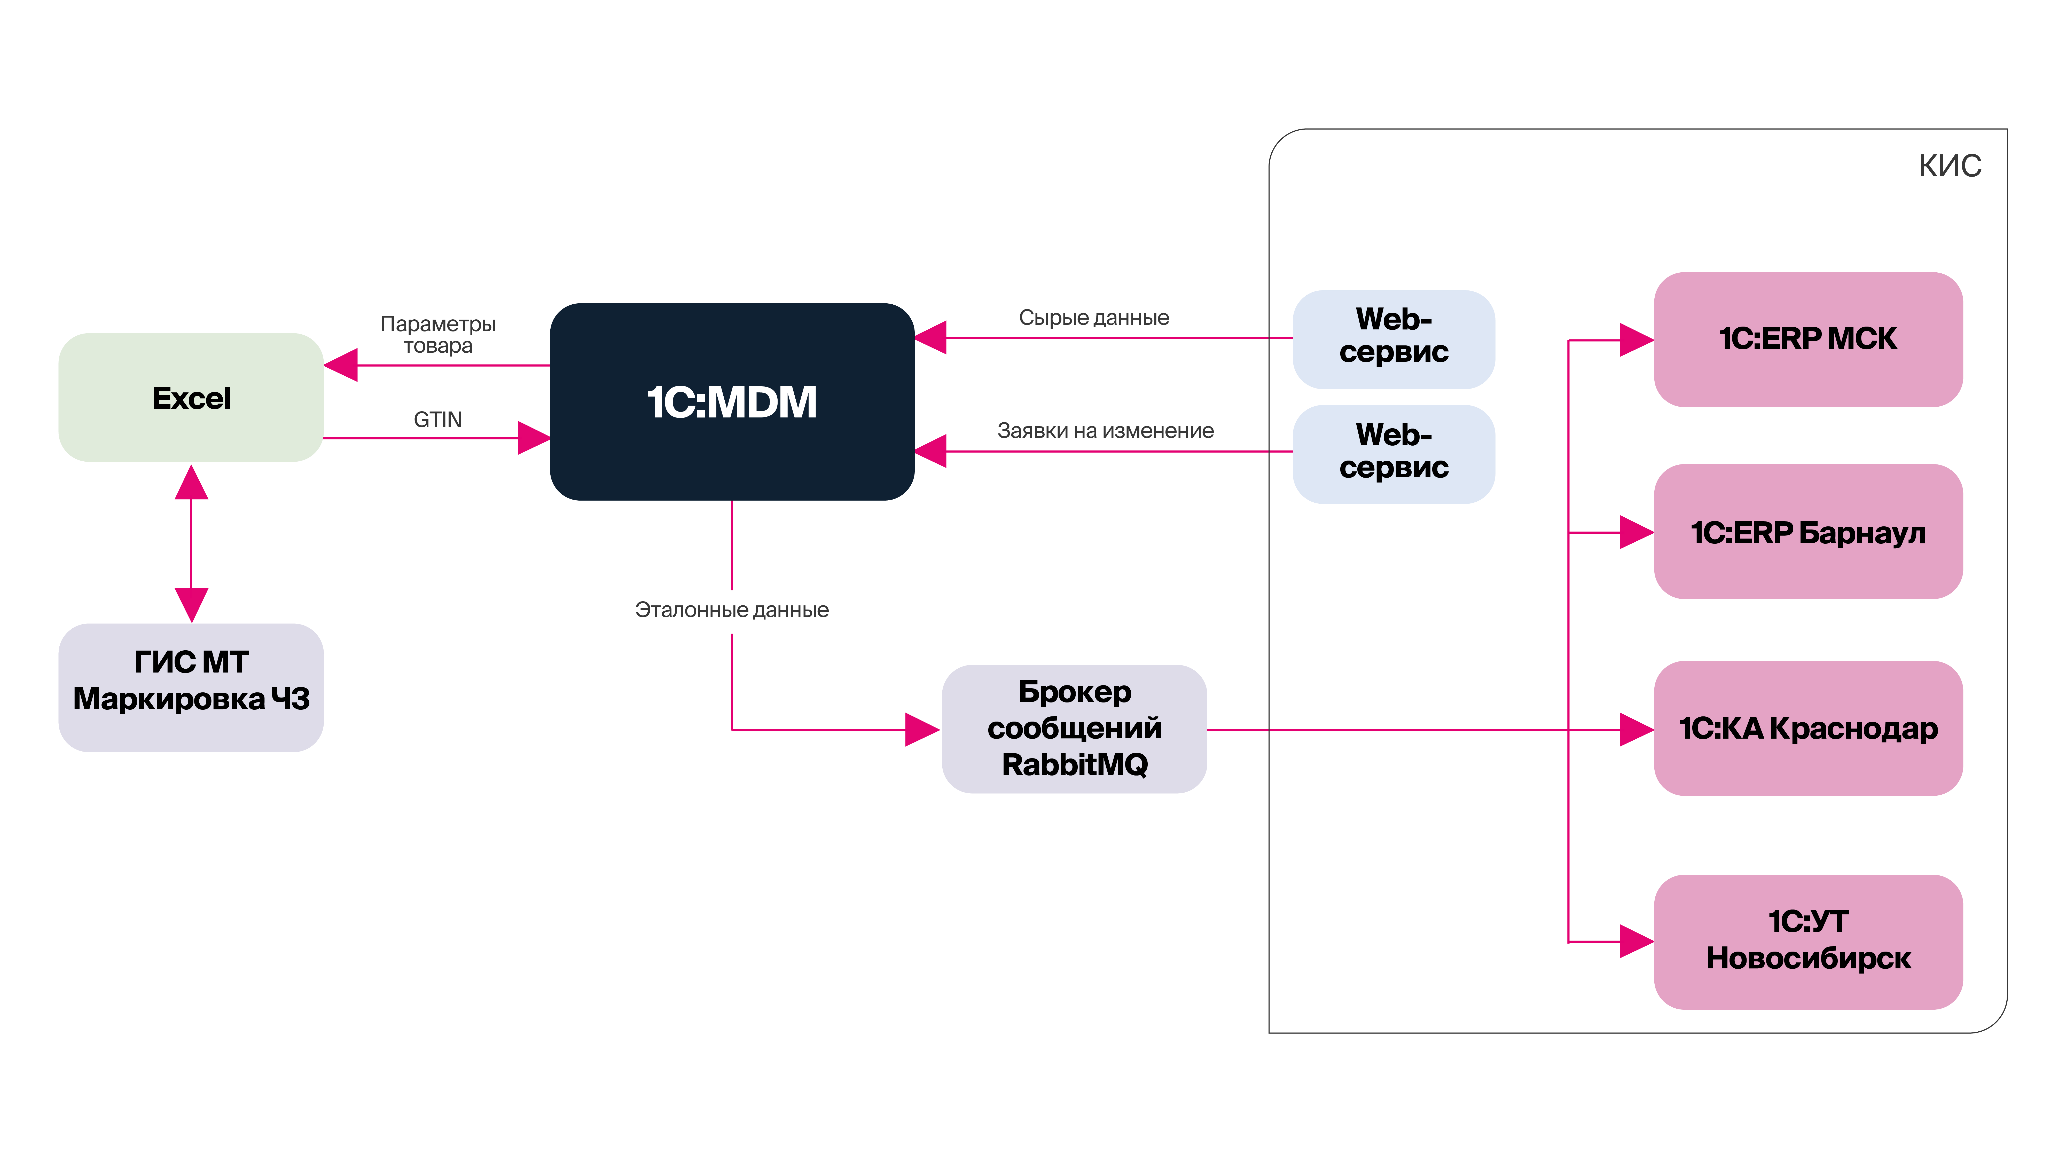 КИС
Параметры
товара
Excel
GTIN
1С:MDM
Сырые данные
Заявки на изменение
Web-
сервис
Web-
сервис
1С:ERP МСК
1С:ERP Барнаул
Эталонные данные
ГИС МТ
Маркировка ЧЗ
Брокер
сообщений
RabbitMQ
1С:КА Краснодар
1С:УТ
Новосибирск